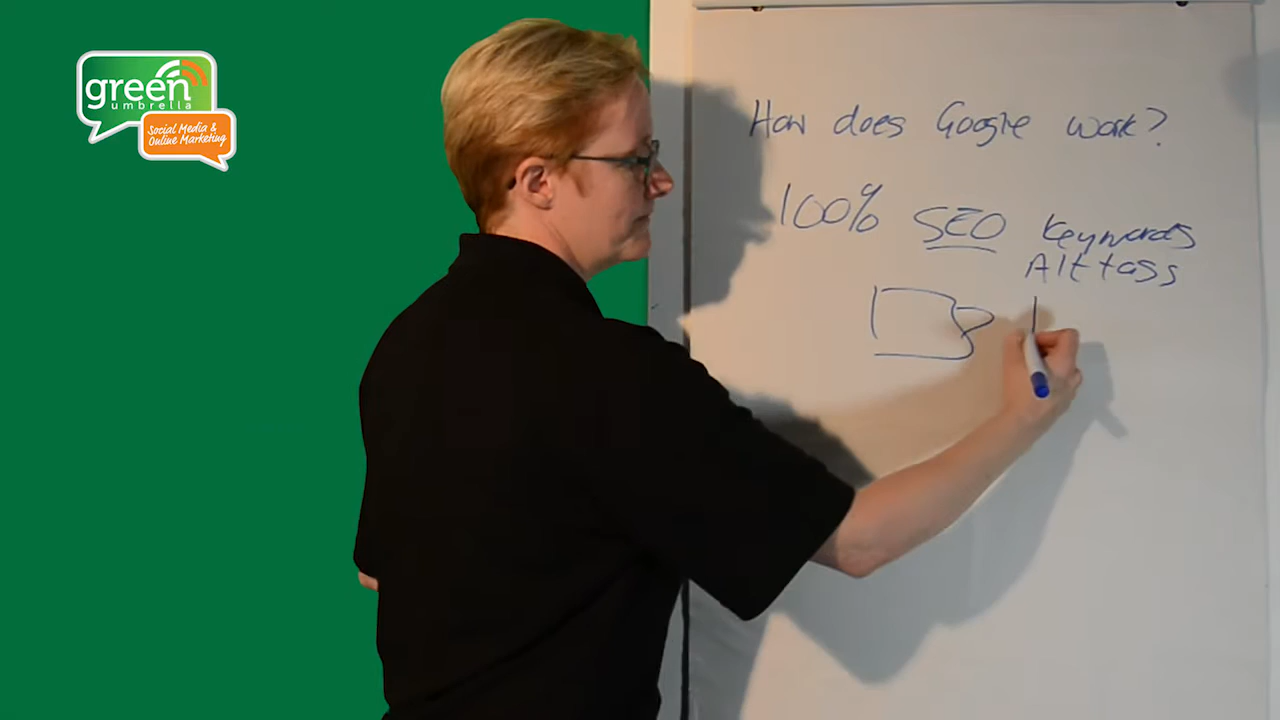 green
umbrella
Social Media &
Online Marketing
How does Google work?
100% SEO Keywords
Alt tags